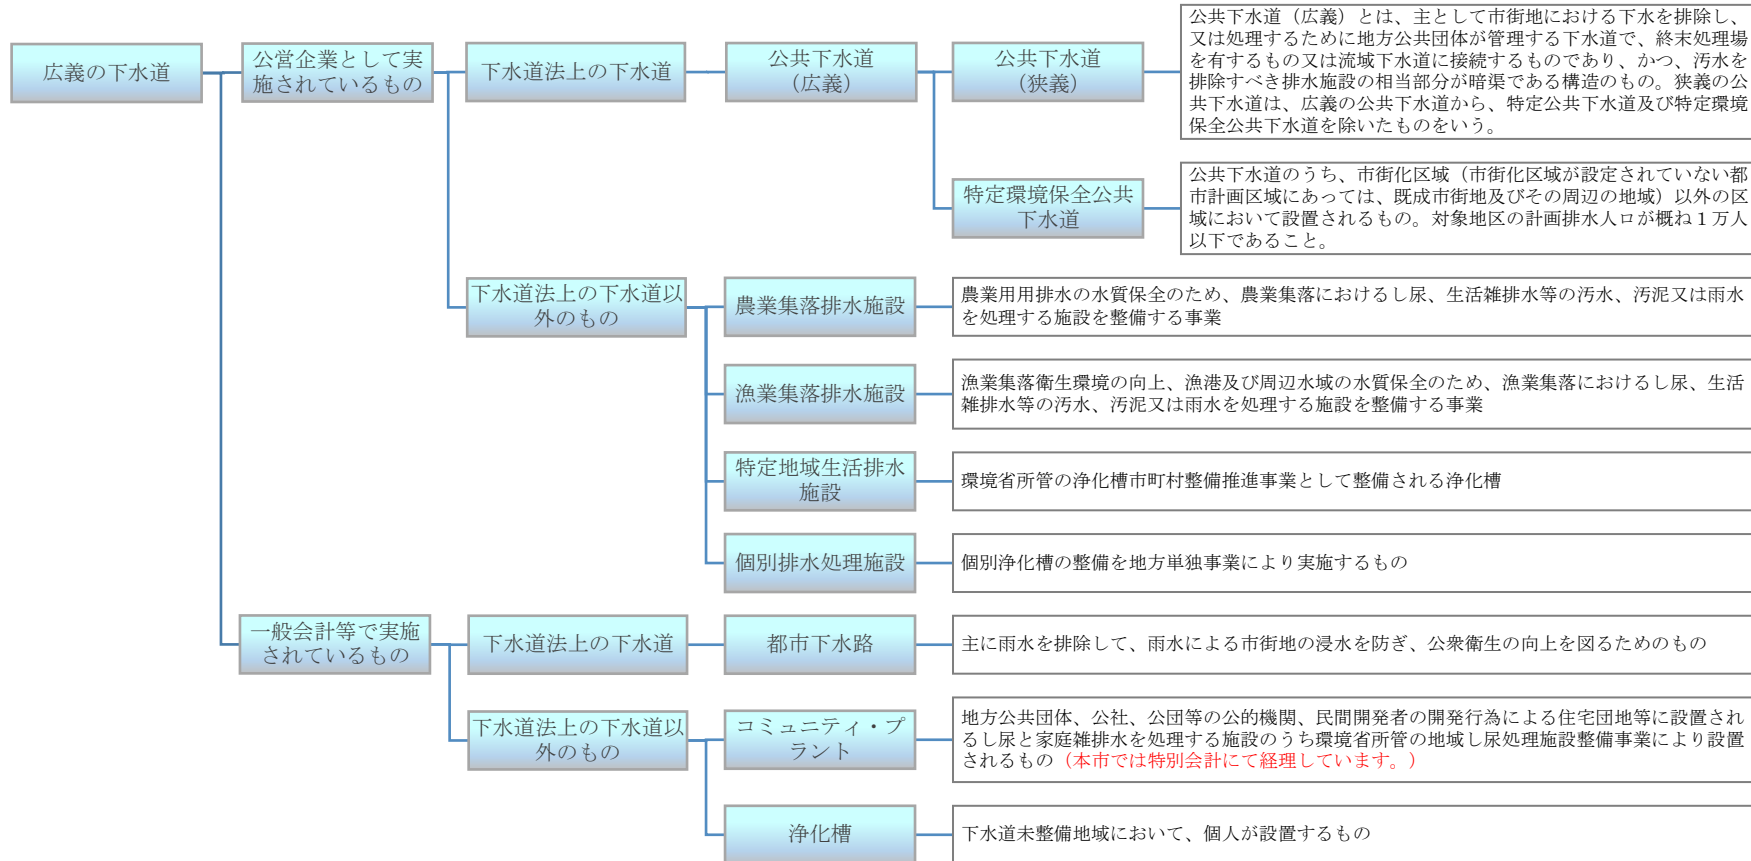 広義の下水道
公営企業として実
施されているもの
下水道法上の下水道
公共下水道
（広義）
公共下水道
（狭義）
公共下水道（広義）とは、主として市街地における下水を排除し、
又は処理するために地方公共団体が管理する下水道で、終末処理場
を有するもの又は流域下水道に接続するものであり、かつ、汚水を
排除すべき排水施設の相当部分が暗渠である構造のもの。狭義の公
共下水道は、広義の公共下水道から、特定公共下水道及び特定環境
保全公共下水道を除いたものをいう。
特定環境保全公共
下水道
公共下水道のうち、市街化区域（市街化区域が設定されていない都
市計画区域にあっては、既成市街地及びその周辺の地域）以外の区
域において設置されるもの。対象地区の計画排水人口が概ね１万人
以下であること。
下水道法上の下水道以
外のもの
農業集落排水施設
農業用用排水の水質保全のため、農業集落におけるし尿、生活雑排水等の汚水、汚泥又は雨水
を処理する施設を整備する事業
漁業集落排水施設
漁業集落衛生環境の向上、漁港及び周辺水域の水質保全のため、漁業集落におけるし尿、生活
雑排水等の汚水、汚泥又は雨水を処理する施設を整備する事業
特定地域生活排水
施設
環境省所管の浄化槽市町村整備推進事業として整備される浄化槽
個別排水処理施設
個別浄化槽の整備を地方単独事業により実施するもの
一般会計等で実施
されているもの
下水道法上の下水道
都市下水路
主に雨水を排除して、雨水による市街地の浸水を防ぎ、公衆衛生の向上を図るためのもの
下水道法上の下水道以
外のもの
コミュニティ・プ
ラント
地方公共団体、公社、公団等の公的機関、民間開発者の開発行為による住宅団地等に設置され
るし尿と家庭雑排水を処理する施設のうち環境省所管の地域し尿処理施設整備事業により設置
されるもの（本市では特別会計にて経理しています。）
浄化槽
下水道未整備地域において、個人が設置するもの